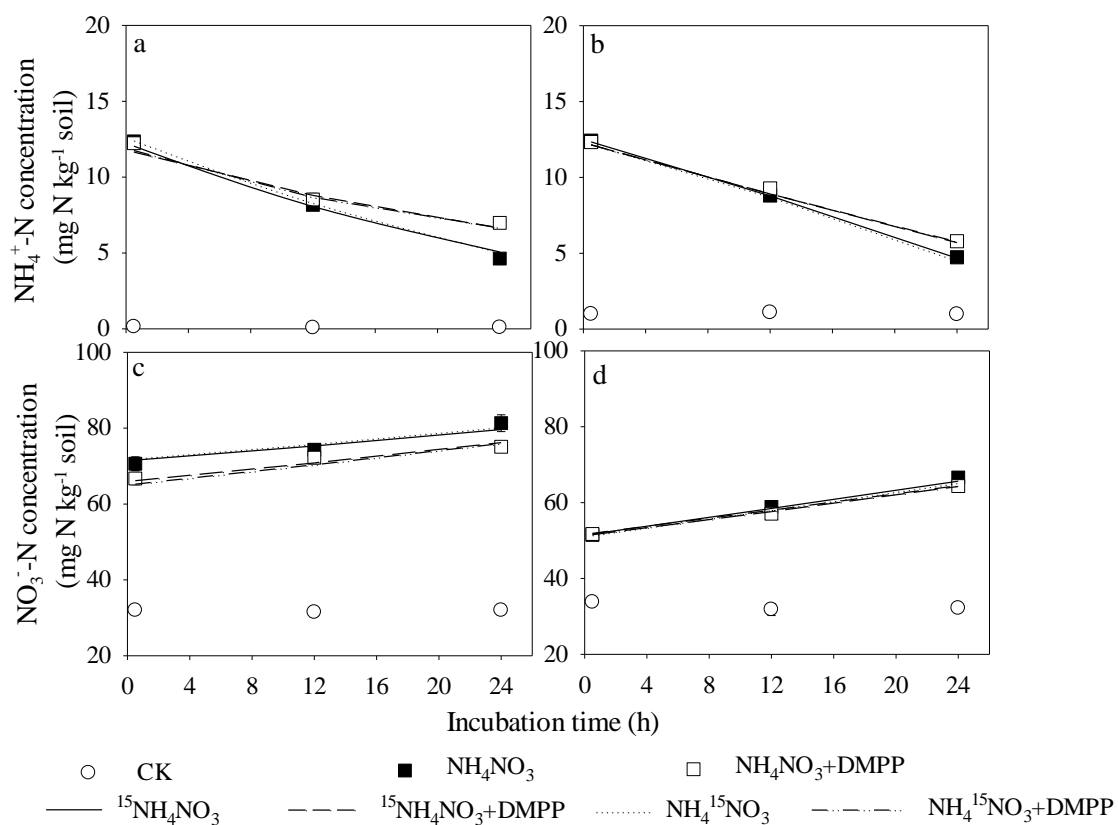 NH₄⁺-N concentration
(mg N kg⁻¹ soil)
20
15
10
5
0
a
20
15
10
5
0
b
NO₃⁻-N concentration
(mg N kg⁻¹ soil)
100
80
60
40
20
c
100
80
60
40
20
d
0 4 8 12 16 20 24
0 4 8 12 16 20 24
Incubation time (h)
CK NH₄NO₃ NH₄NO₃+DMPP
¹⁵NH₄NO₃ ¹⁵NH₄NO₃+DMPP NH₄¹⁵NO₃ NH₄¹⁵NO₃+DMPP